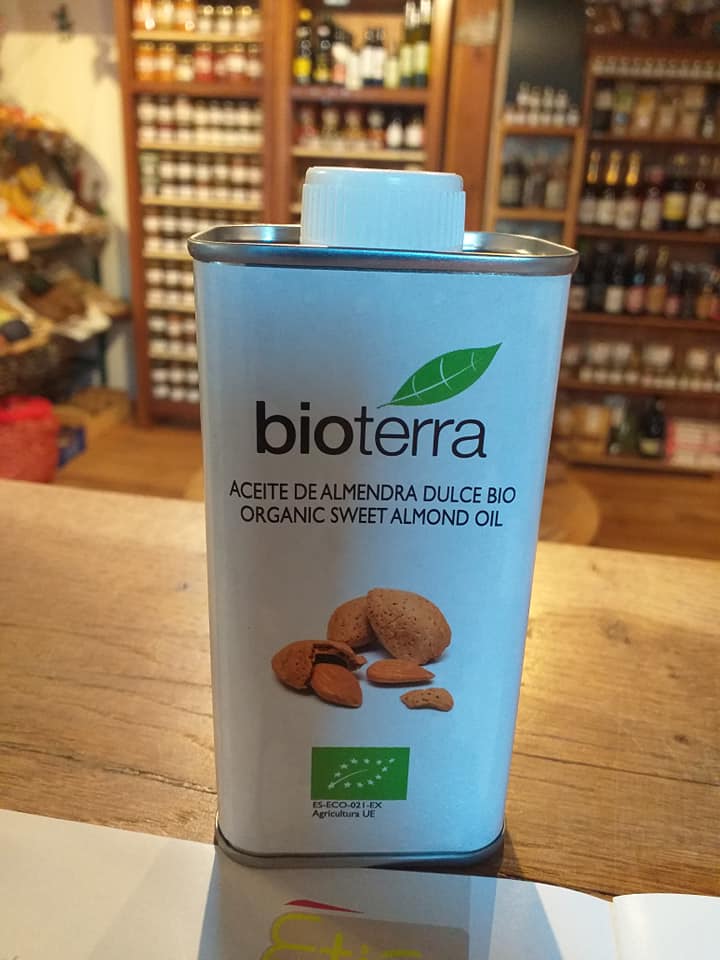 bioterra
ACEITE DE ALMENDRA DULCE BIO
ORGANIC SWEET ALMOND OIL
ES-ECO-021-EX
Agricultura UE